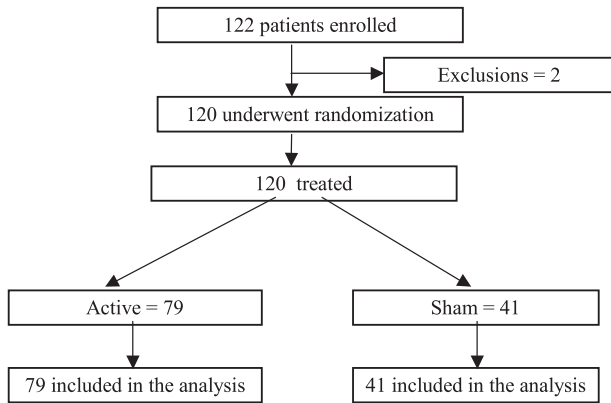 122 patients enrolled
Exclusions = 2
120 underwent randomization
120 treated
Active = 79
Sham = 41
79 included in the analysis
41 included in the analysis